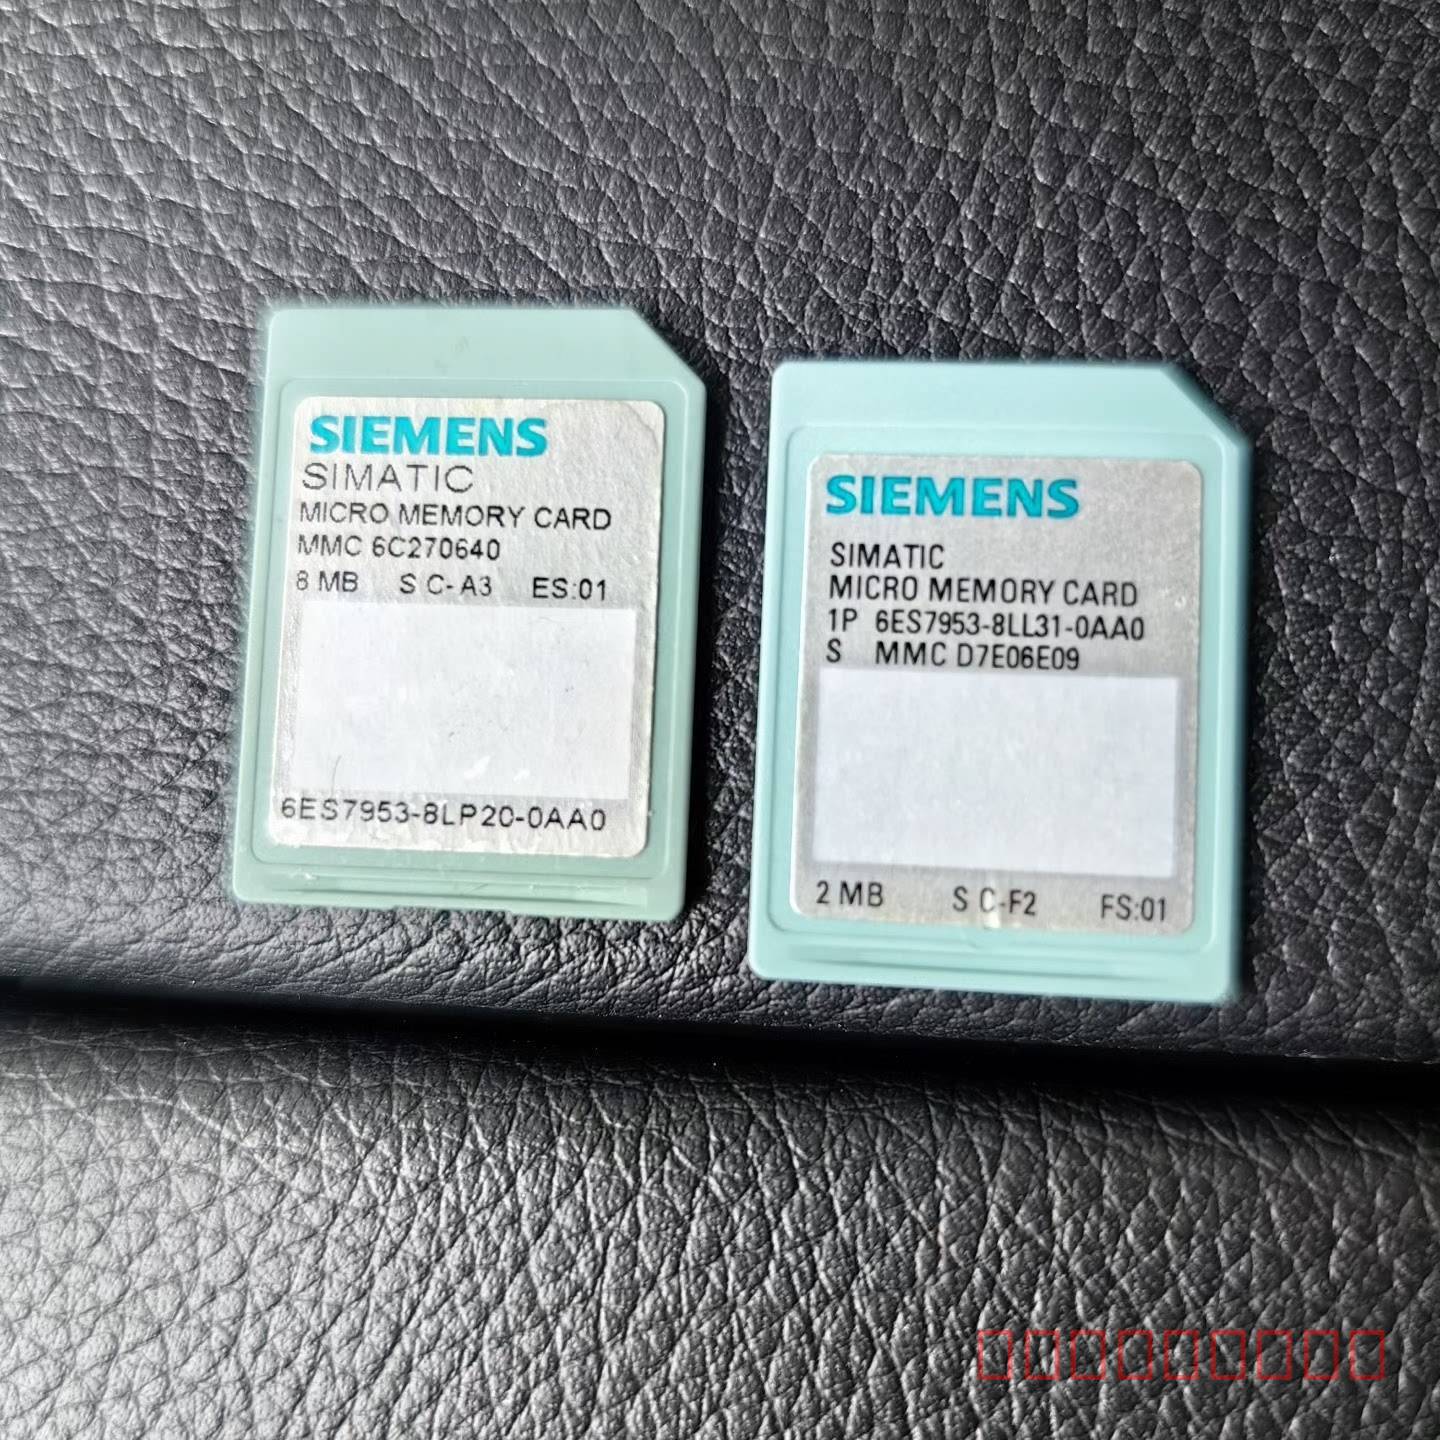 SIEMENS
SIMATIC
MICRO MEMORY CARD
MMC 6C270640
8 MB S C-A3 ES:01
6ES7953-8LP20-0AA0
SIEMENS
SIMATIC
MICRO MEMORY CARD
1P 6ES7953-8LL31-0AA0
S MMC D7E06E09
2 MB S C-F2 FS:01